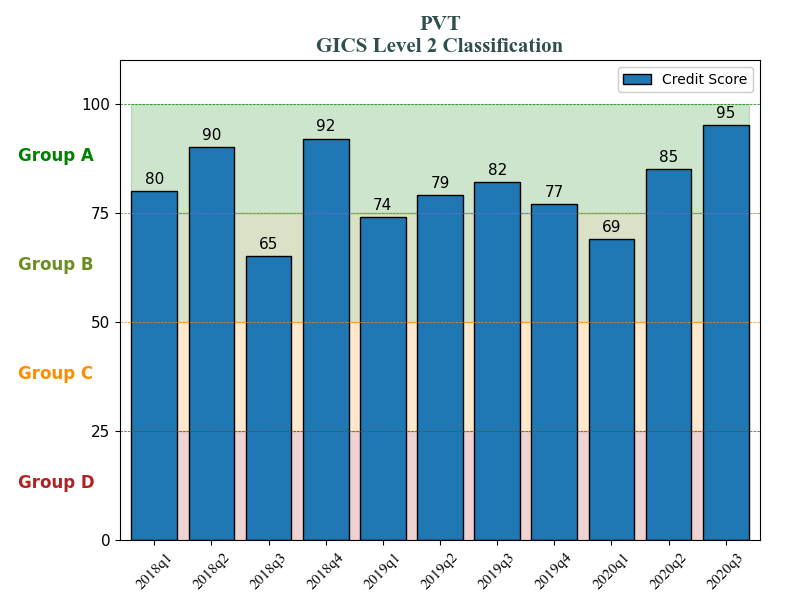 PVT
GICS Level 2 Classification
Credit Score
100
75
50
25
0
Group A
Group B
Group C
Group D
80
90
65
92
74
79
82
77
69
85
95
2018q1
2018q2
2018q3
2018q4
2019q1
2019q2
2019q3
2019q4
2020q1
2020q2
2020q3